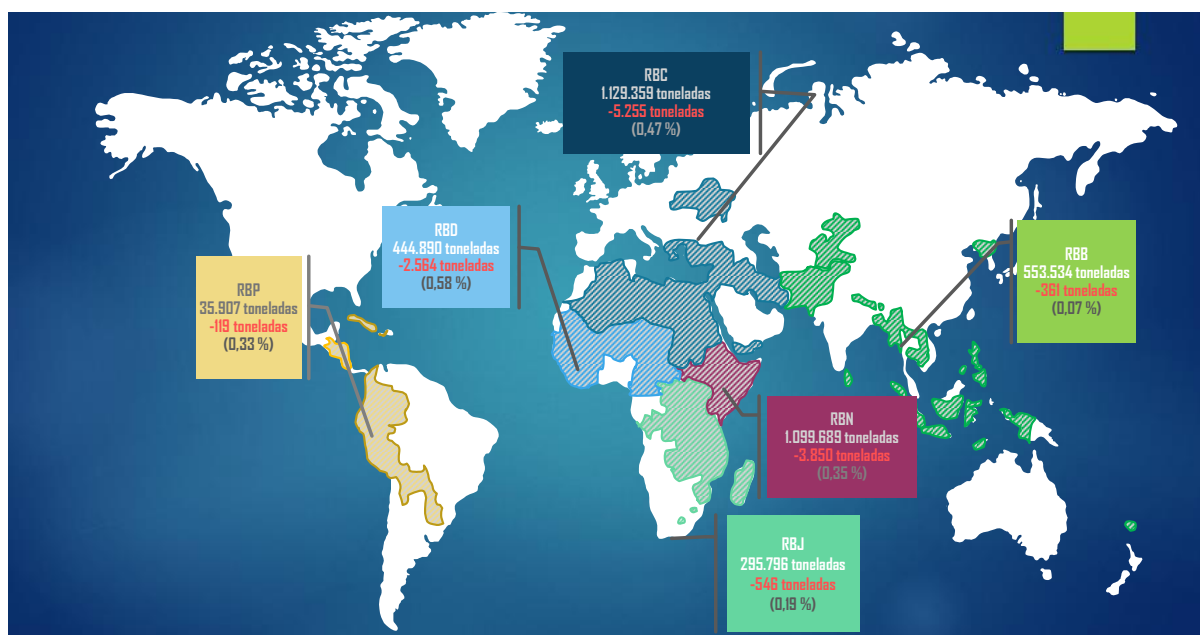 RBC
1.129.359 toneladas
-5.255 toneladas
(0,47 %)
RBD
444.890 toneladas
-2.564 toneladas
(0,58 %)
RBB
553.534 toneladas
-361 toneladas
(0,07 %)
RBP
35.907 toneladas
-119 toneladas
(0,33 %)
RBN
1.099.689 toneladas
-3.850 toneladas
(0,35 %)
RBJ
295.796 toneladas
-546 toneladas
(0,19 %)